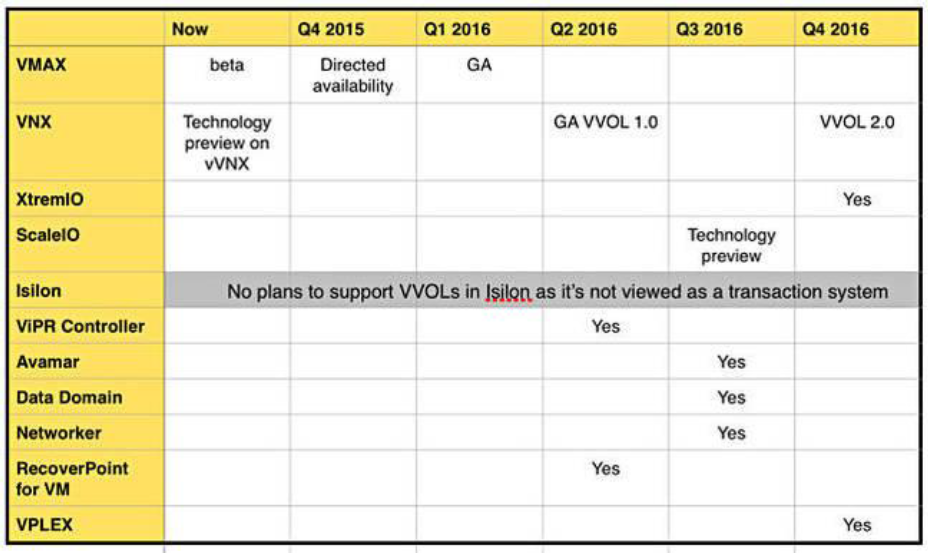 Now Q4 2015 Q1 2016 Q2 2016 Q3 2016 Q4 2016
VMAX beta Directed availability GA
VNX Technology preview on vVNX GA VVOL 1.0 VVOL 2.0
XtremIO Yes
ScaleIO Technology preview
Isilon No plans to support VVOLs in Isilon as it's not viewed as a transaction system
ViPR Controller Yes
Avamar Yes
Data Domain Yes
Networker Yes
RecoverPoint for VM Yes
VPLEX Yes